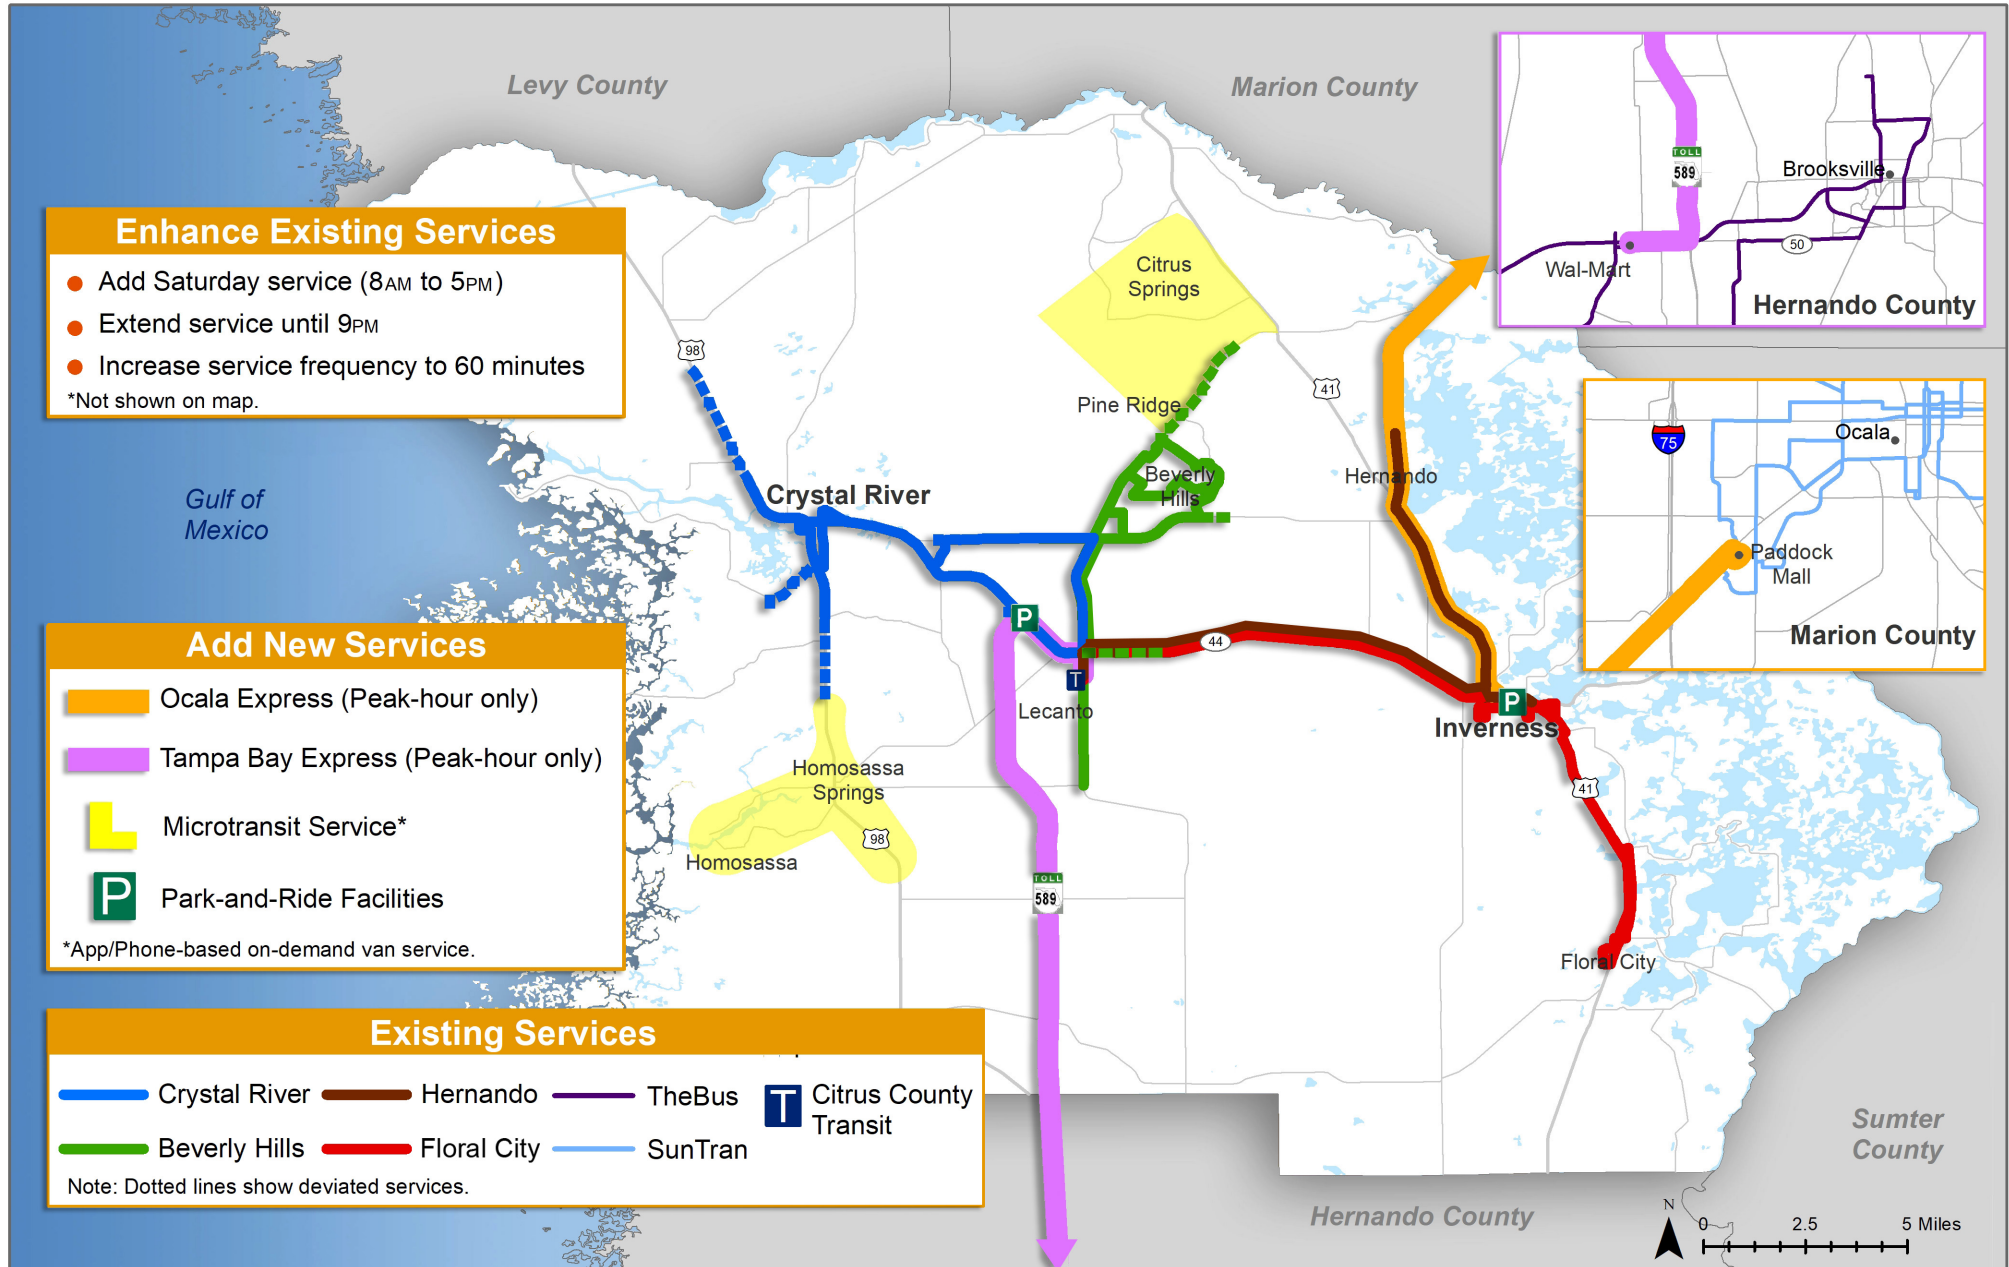 Levy County
Marion County
Enhance Existing Services
Add Saturday service (8AM to 5PM)
Extend service until 9PM
Increase service frequency to 60 minutes
*Not shown on map.
TOLL
589
Brooksville
50
Wal-Mart
Hernando County
Citrus
Springs
98
41
Pine Ridge
Hernando
Beverly
Hills
Crystal River
Gulf of
Mexico
75
Ocala
Paddock
Mall
Marion County
P
44
T
Lecanto
P
Inverness
Add New Services
Ocala Express (Peak-hour only)
Tampa Bay Express (Peak-hour only)
Microtransit Service*
P
Park-and-Ride Facilities
*App/Phone-based on-demand van service.
Homosassa
Springs
98
Homosassa
41
TOLL
589
Floral City
Existing Services
Crystal River
Hernando
TheBus
T
Citrus County
Transit
Beverly Hills
Floral City
SunTran
Note: Dotted lines show deviated services.
Sumter
County
Hernando County
N
0 2.5 5 Miles